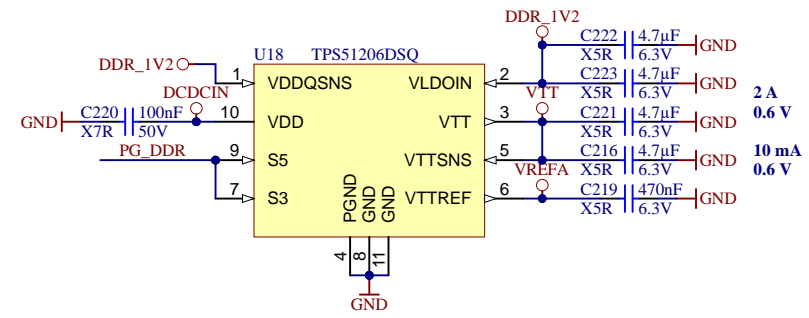 DDR_1V2
U18 TPS51206DSQ
C222 4.7µF
X5R 6.3V
GND
DDR_1V2
1 VDDQSNS
VLDOIN 2
C223 4.7µF
X5R 6.3V
GND
DCDCIN
VTT
2 A
0.6 V
GND
C220 100nF
X7R 50V
10 VDD
VTT 3
C221 4.7µF
X5R 6.3V
GND
PG_DDR
9 S5
VTTSNS 5
C216 4.7µF
X5R 6.3V
GND
10 mA
0.6 V
VREFA
7 S3
VTTREF 6
C219 470nF
X5R 6.3V
GND
PGND
GND
GND
4
8
11
GND